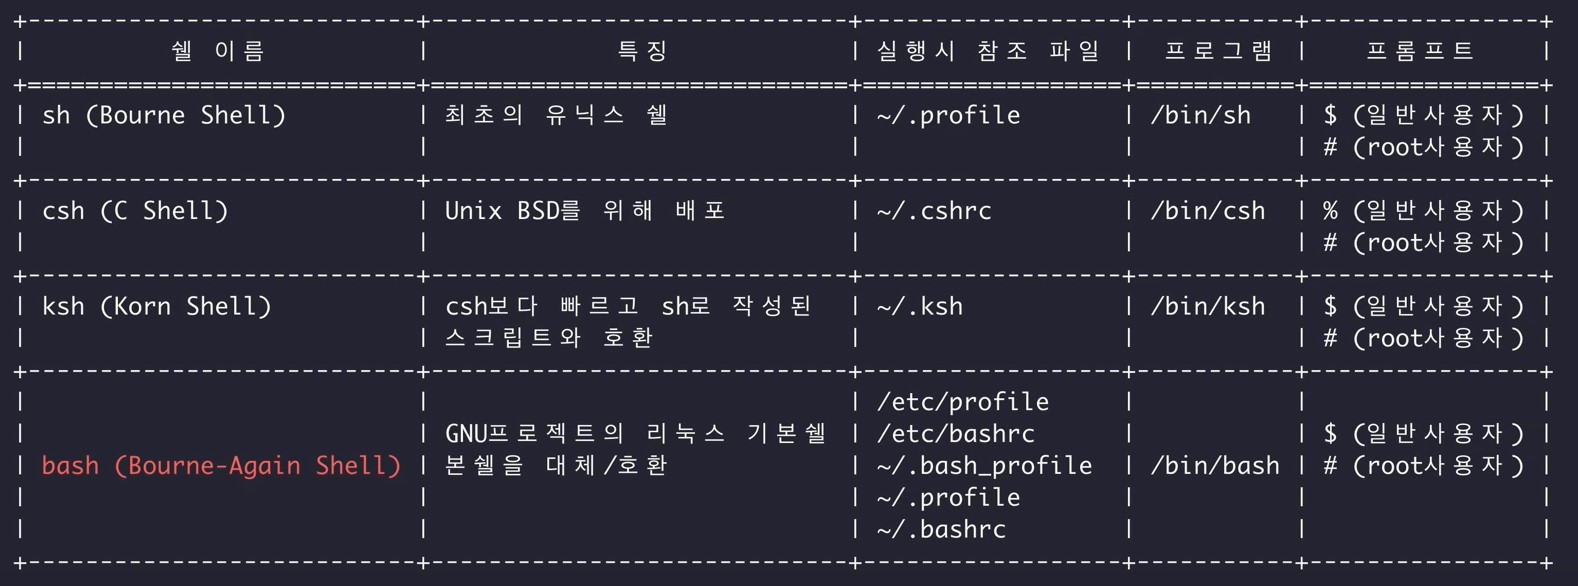 쉘 이름 | 특징 | 실행시 참조 파일 | 프로그램 | 프롬프트
sh (Bourne Shell) | 최초의 유닉스 쉘 | ~/.profile | /bin/sh | $ (일반사용자)
# (root사용자)
csh (C Shell) | Unix BSD를 위해 배포 | ~/.cshrc | /bin/csh | % (일반사용자)
# (root사용자)
ksh (Korn Shell) | csh보다 빠르고 sh로 작성된 | ~/.ksh | /bin/ksh | $ (일반사용자)
스크립트와 호환 | # (root사용자)
/etc/profile
GNU프로젝트의 리눅스 기본쉘 | /etc/bashrc | $ (일반사용자)
bash (Bourne-Again Shell) | 본쉘을 대체/호환 | ~/.bash_profile | /bin/bash | # (root사용자)
~/.profile
~/.bashrc